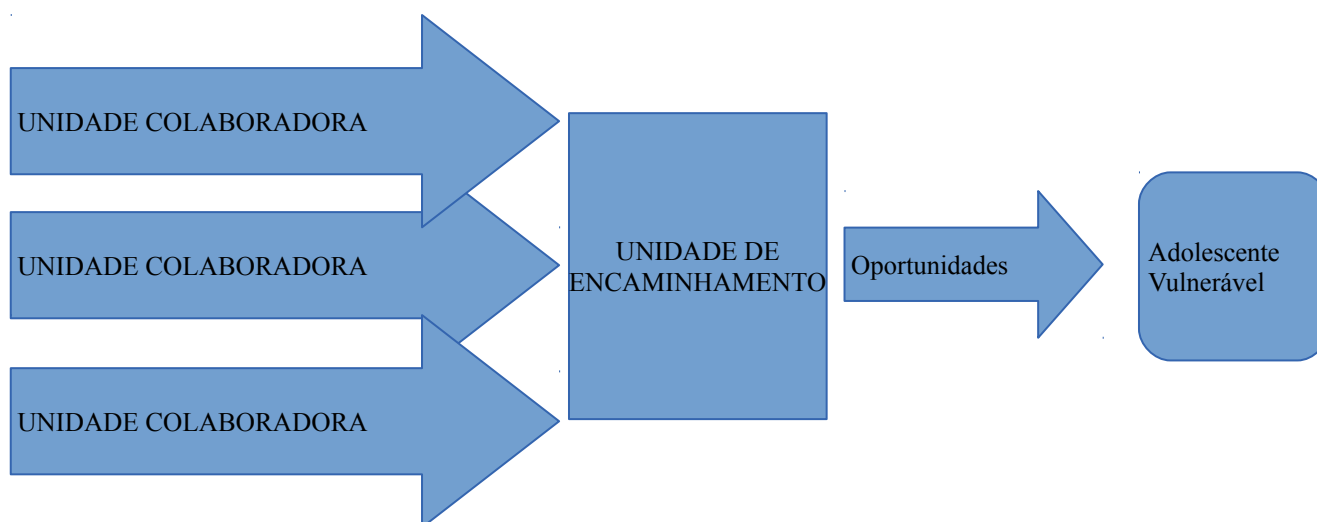 UNIDADE COLABORADORA
UNIDADE COLABORADORA
UNIDADE COLABORADORA
UNIDADE DE
ENCAMINHAMENTO
Oportunidades
Adolescente
Vulnerável